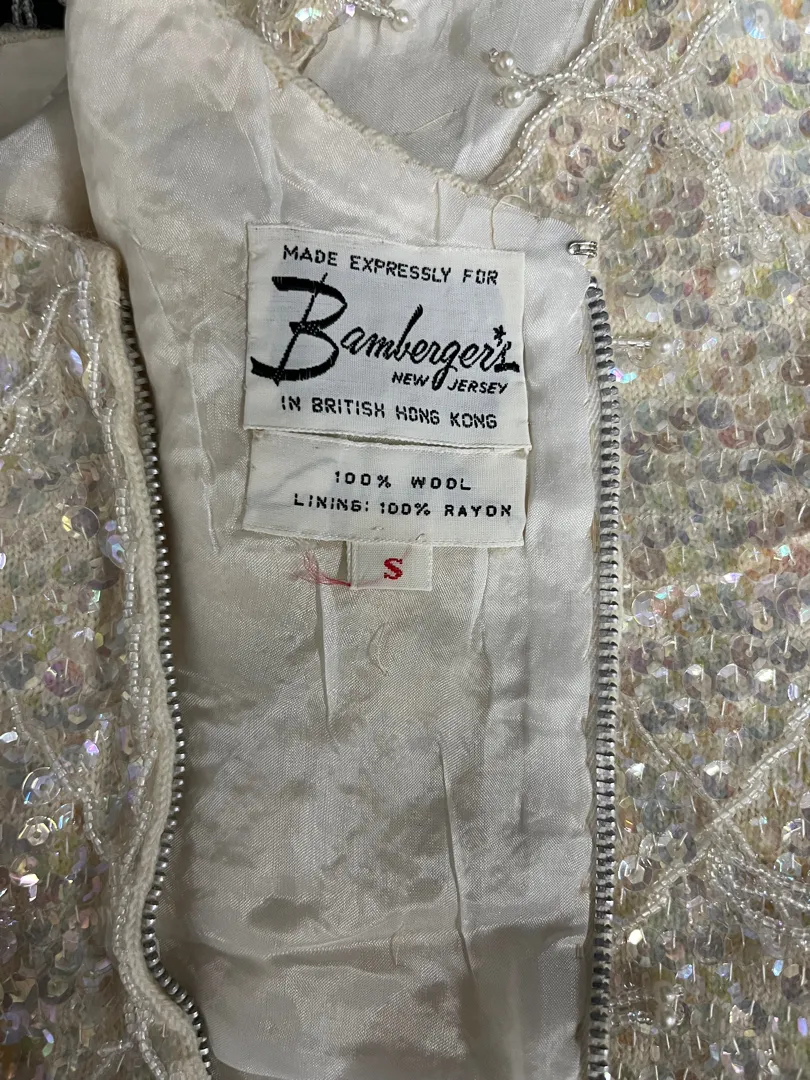 MADE EXPRESSLY FOR
Bamberger's
NEW JERSEY
IN BRITISH HONG KONG
100% WOOL
LINING: 100% RAYON
S